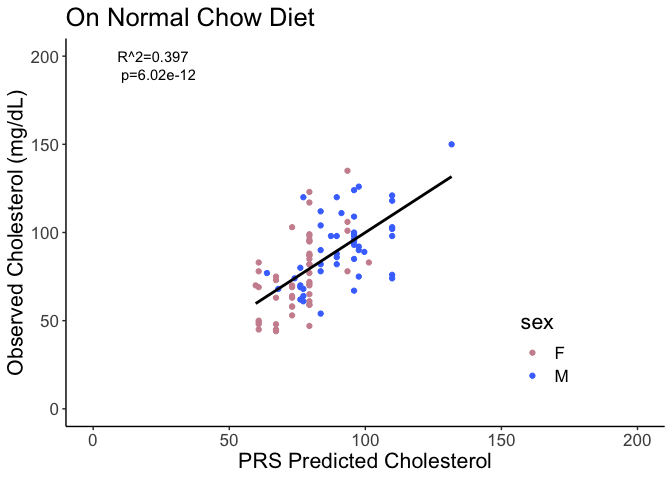 On Normal Chow Diet
R^2=0.397
p=6.02e-12
Observed Cholesterol (mg/dL)
200
150
100
50
0
sex
F
M
0 50 100 150 200
PRS Predicted Cholesterol